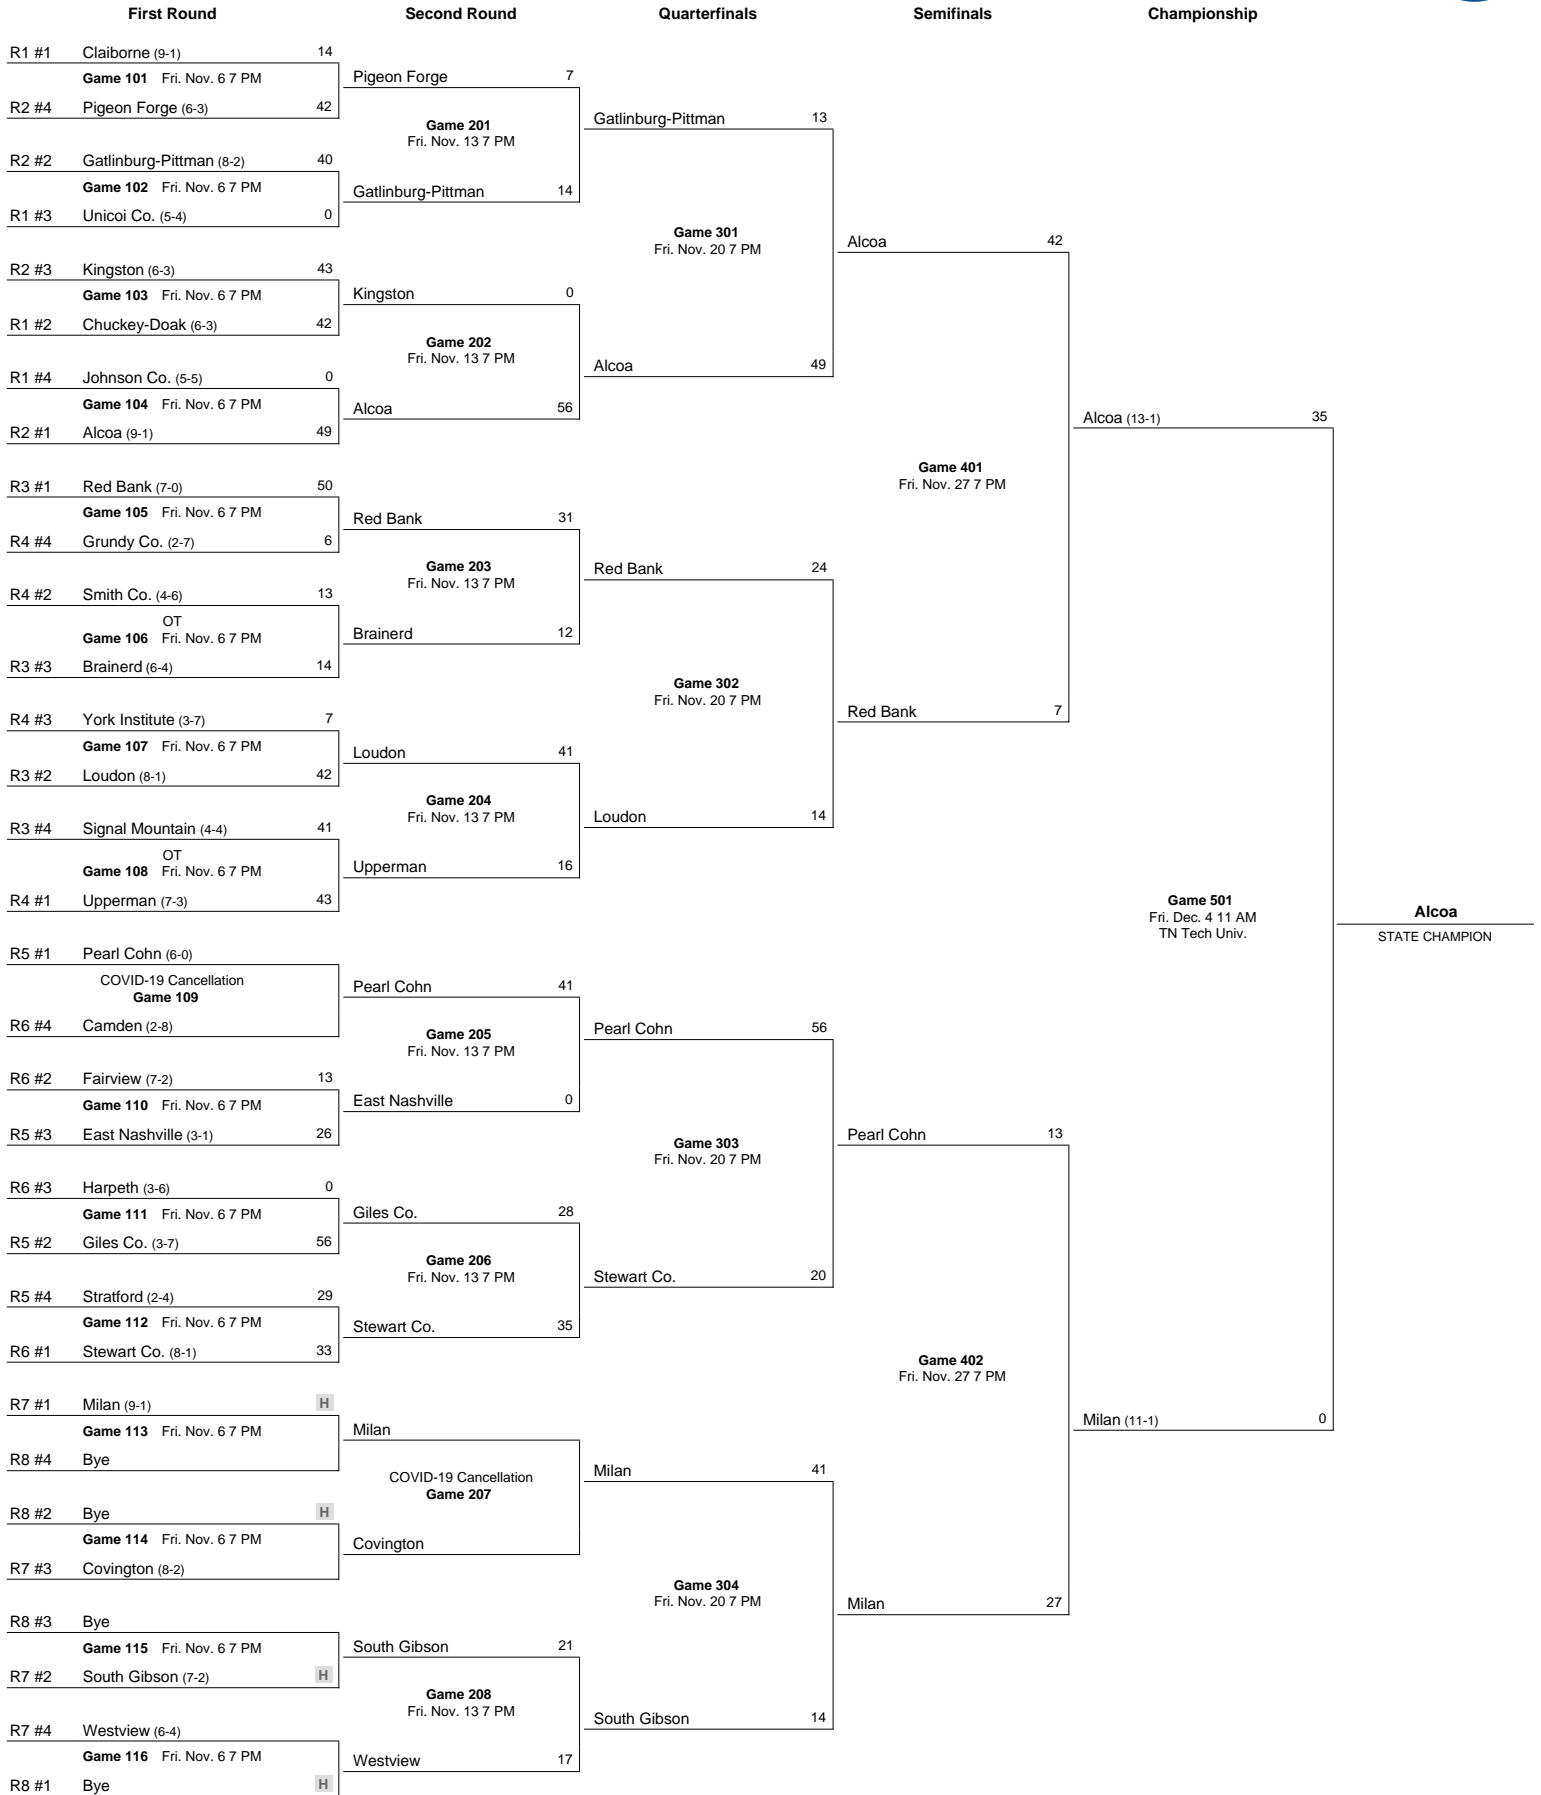 First Round Second Round Quarterfinals Semifinals Championship
R1 #1 Claiborne (9-1) 14
Game 101 Fri. Nov. 6 7 PM
R2 #4 Pigeon Forge (6-3) 42
R2 #2 Gatlinburg-Pittman (8-2) 40
Game 102 Fri. Nov. 6 7 PM
R1 #3 Unicoi Co. (5-4) 0
R2 #3 Kingston (6-3) 43
Game 103 Fri. Nov. 6 7 PM
R1 #2 Chuckey-Doak (6-3) 42
R1 #4 Johnson Co. (5-5) 0
Game 104 Fri. Nov. 6 7 PM
R2 #1 Alcoa (9-1) 49
R3 #1 Red Bank (7-0) 50
Game 105 Fri. Nov. 6 7 PM
R4 #4 Grundy Co. (2-7) 6
R4 #2 Smith Co. (4-6) 13
OT
Game 106 Fri. Nov. 6 7 PM
R3 #3 Brainerd (6-4) 14
R4 #3 York Institute (3-7) 7
Game 107 Fri. Nov. 6 7 PM
R3 #2 Loudon (8-1) 42
R3 #4 Signal Mountain (4-4) 41
OT
Game 108 Fri. Nov. 6 7 PM
R4 #1 Upperman (7-3) 43
R5 #1 Pearl Cohn (6-0)
COVID-19 Cancellation
Game 109
R6 #4 Camden (2-8)
R6 #2 Fairview (7-2) 13
Game 110 Fri. Nov. 6 7 PM
R5 #3 East Nashville (3-1) 26
R6 #3 Harpeth (3-6) 0
Game 111 Fri. Nov. 6 7 PM
R5 #2 Giles Co. (3-7) 56
R5 #4 Stratford (2-4) 29
Game 112 Fri. Nov. 6 7 PM
R6 #1 Stewart Co. (8-1) 33
R7 #1 Milan (9-1) H
Game 113 Fri. Nov. 6 7 PM
R8 #4 Bye
R8 #2 Bye H
Game 114 Fri. Nov. 6 7 PM
R7 #3 Covington (8-2)
R8 #3 Bye
Game 115 Fri. Nov. 6 7 PM
R7 #2 South Gibson (7-2) H
R7 #4 Westview (6-4)
Game 116 Fri. Nov. 6 7 PM
R8 #1 Bye H
Pigeon Forge 7
Game 201
Fri. Nov. 13 7 PM
Gatlinburg-Pittman 14
Kingston 0
Game 202
Fri. Nov. 13 7 PM
Alcoa 56
Red Bank 31
Game 203
Fri. Nov. 13 7 PM
Brainerd 12
Loudon 41
Game 204
Fri. Nov. 13 7 PM
Upperman 16
Pearl Cohn 41
Game 205
Fri. Nov. 13 7 PM
East Nashville 0
Giles Co. 28
Game 206
Fri. Nov. 13 7 PM
Stewart Co. 35
Milan
COVID-19 Cancellation
Game 207
Covington
South Gibson 21
Game 208
Fri. Nov. 13 7 PM
Westview 17
Gatlinburg-Pittman 13
Game 301
Fri. Nov. 20 7 PM
Alcoa 49
Red Bank 24
Game 302
Fri. Nov. 20 7 PM
Loudon 14
Pearl Cohn 56
Game 303
Fri. Nov. 20 7 PM
Stewart Co. 20
Milan 41
Game 304
Fri. Nov. 20 7 PM
South Gibson 14
Alcoa 42
Game 401
Fri. Nov. 27 7 PM
Red Bank 7
Pearl Cohn 13
Game 402
Fri. Nov. 27 7 PM
Milan 27
Alcoa (13-1) 35
Game 501
Fri. Dec. 4 11 AM
TN Tech Univ.
Milan (11-1) 0
Alcoa
STATE CHAMPION